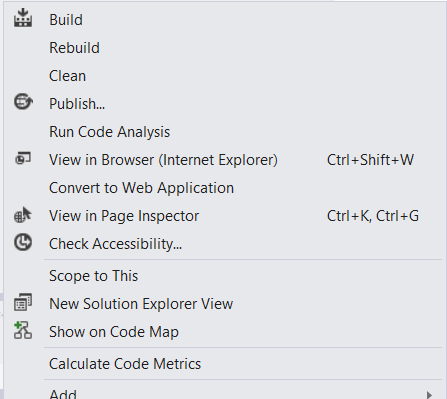 Build
Rebuild
Clean
Publish...
Run Code Analysis
View in Browser (Internet Explorer) Ctrl+Shift+W
Convert to Web Application
View in Page Inspector Ctrl+K, Ctrl+G
Check Accessibility...
Scope to This
New Solution Explorer View
Show on Code Map
Calculate Code Metrics
Add